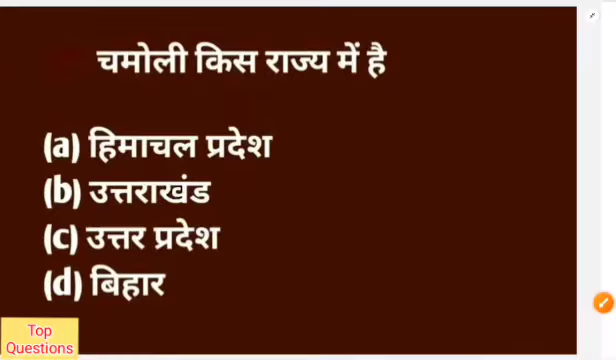 चमोली किस राज्य में है
(a) हिमाचल प्रदेश
(b) उत्तराखंड
(c) उत्तर प्रदेश
(d) बिहार
Top
Questions